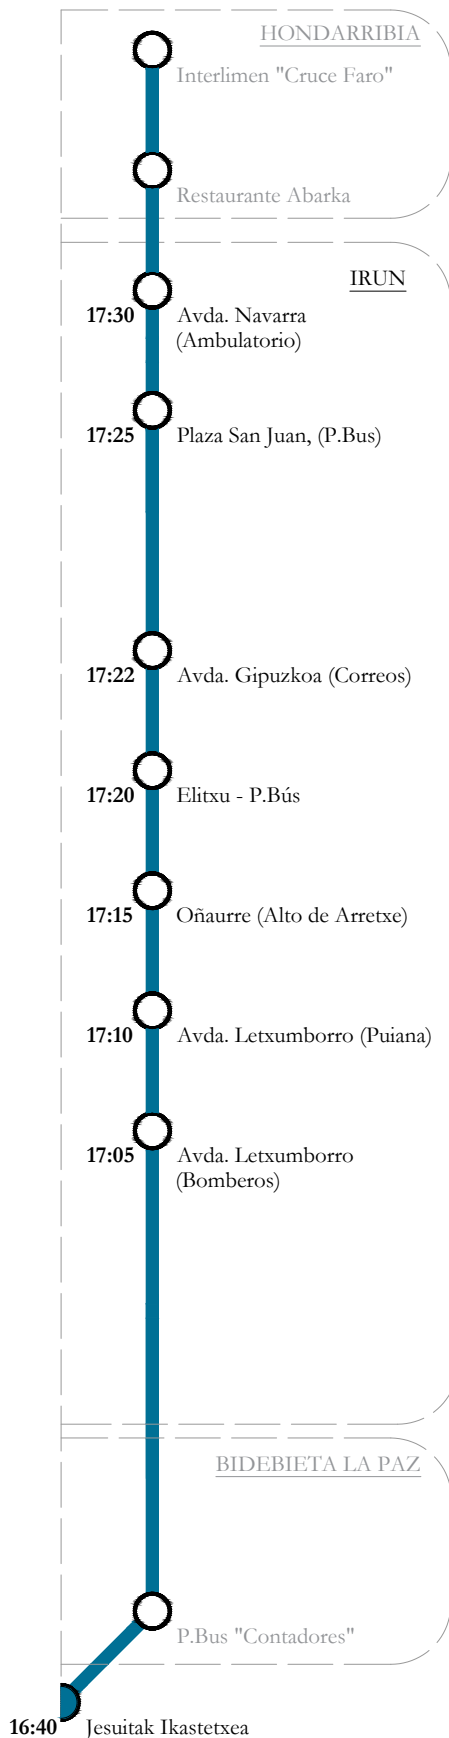 HONDARRIBIA
Interlimen "Cruce Faro"
Restaurante Abarka
IRUN
17:30 Avda. Navarra
(Ambulatorio)
17:25 Plaza San Juan, (P.Bus)
17:22 Avda. Gipuzkoa (Correos)
17:20 Elitxu - P.Bús
17:15 Oñaurre (Alto de Arretxe)
17:10 Avda. Letxumborro (Puiana)
17:05 Avda. Letxumborro
(Bomberos)
BIDEBIETA LA PAZ
P.Bus "Contadores"
16:40 Jesuitak Ikastetxea